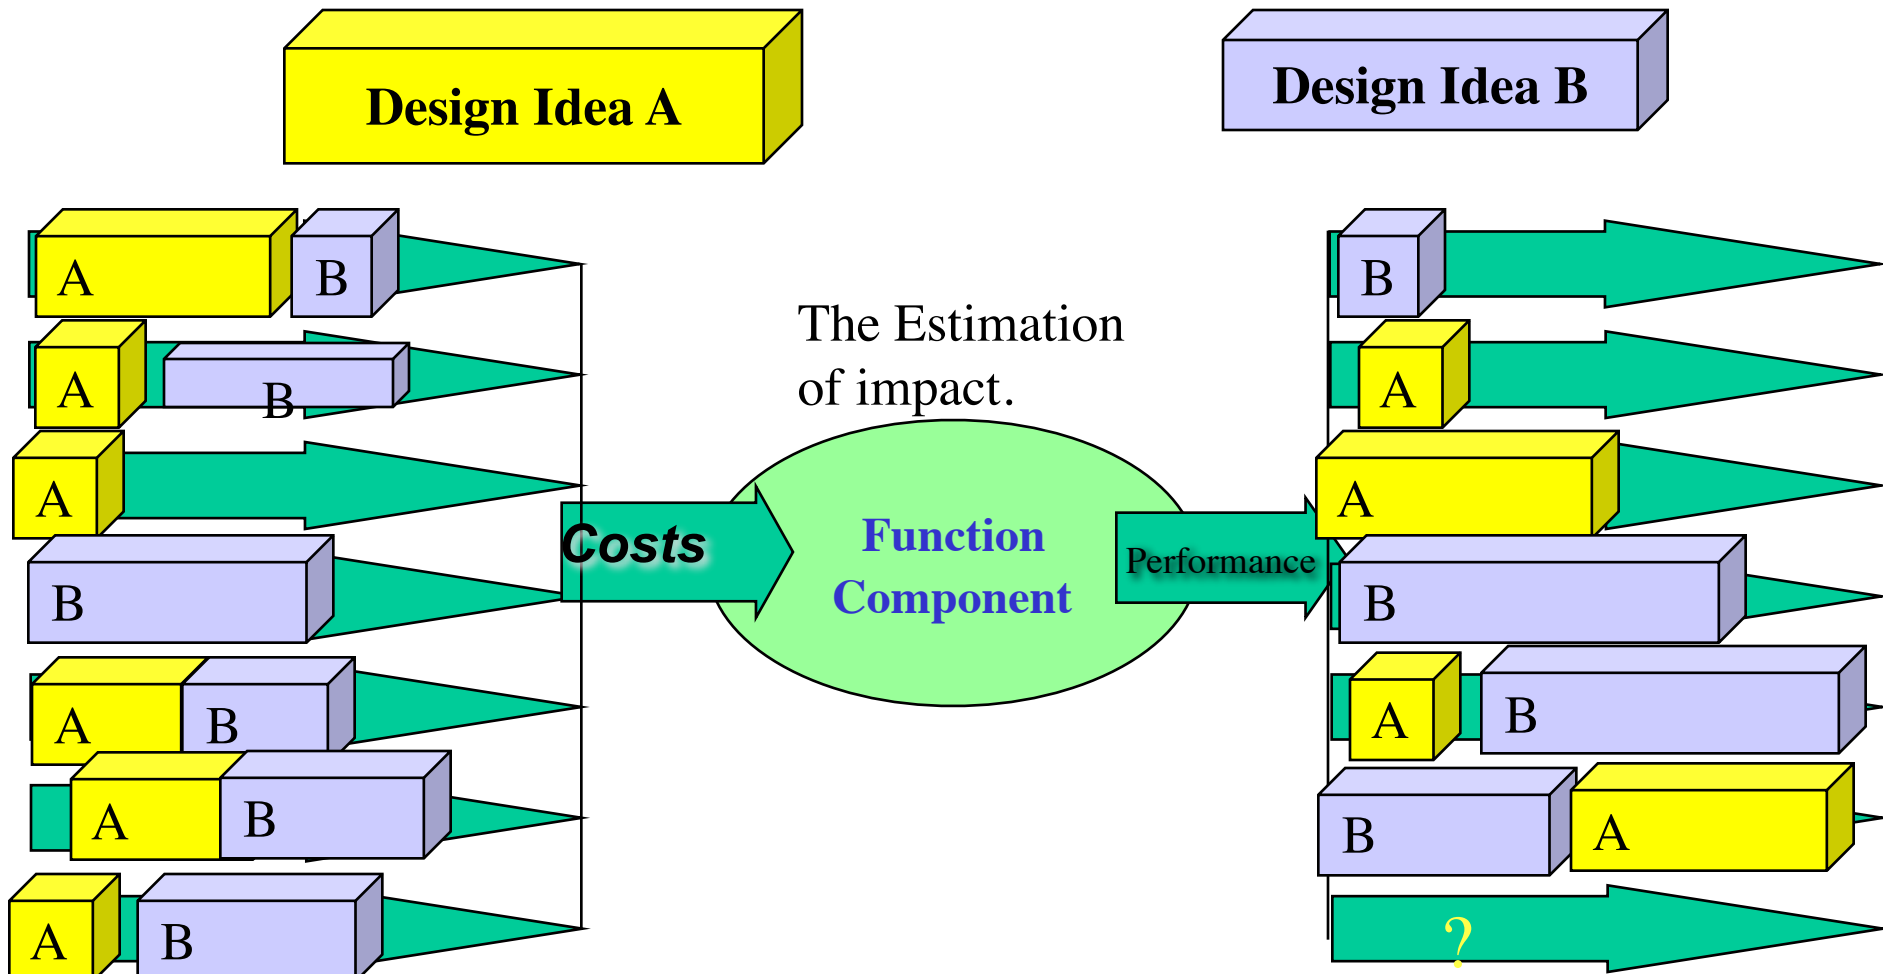 Design Idea A
Design Idea B
A B
A B
A
B
A B
A B
A B
The Estimation
of impact.
Costs
Function
Component
Performance
B
A
A
B
A B
B A
?